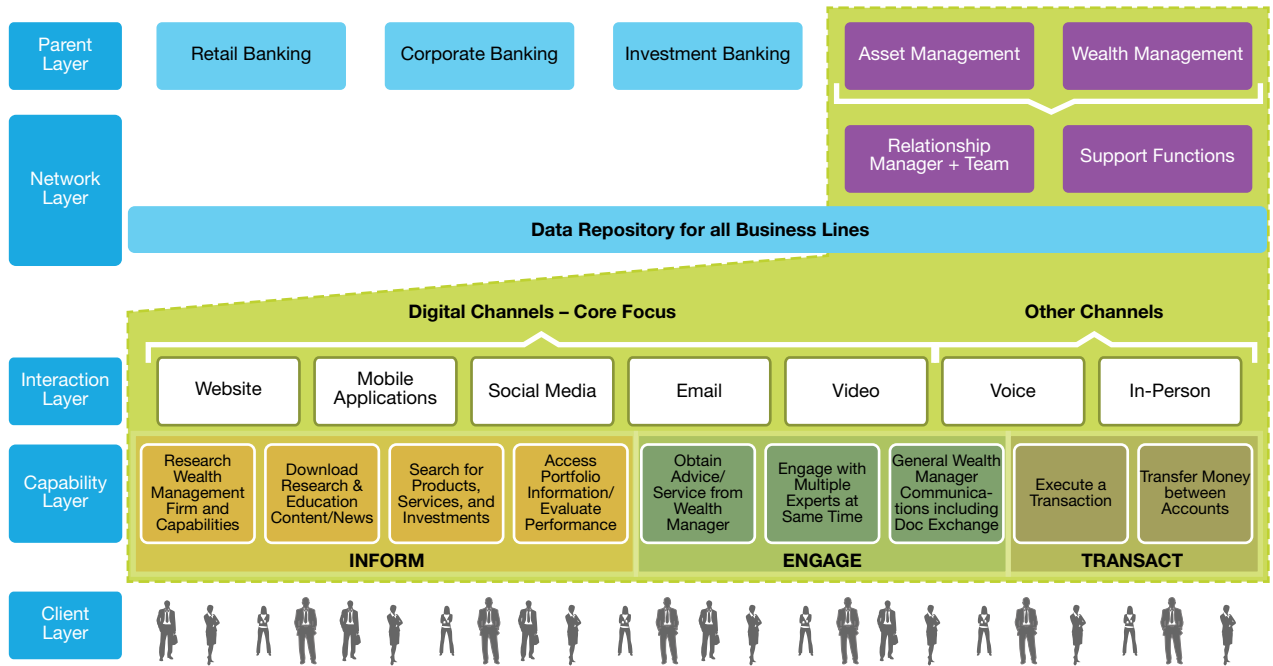 Parent
Layer
Retail Banking
Corporate Banking
Investment Banking
Asset Management
Wealth Management
Network
Layer
Relationship
Manager + Team
Support Functions
Data Repository for all Business Lines
Digital Channels – Core Focus
Other Channels
Interaction
Layer
Website
Mobile
Applications
Social Media
Email
Video
Voice
In-Person
Capability
Layer
Research
Wealth
Management
Firm and
Capabilities
Download
Research &
Education
Content/News
Search for
Products,
Services, and
Investments
Access
Portfolio
Information/
Evaluate
Performance
Obtain
Advice/
Service from
Wealth
Manager
Engage with
Multiple
Experts at
Same Time
General Wealth
Manager
Communica-
tions including
Doc Exchange
Execute a
Transaction
Transfer Money
between
Accounts
INFORM
ENGAGE
TRANSACT
Client
Layer